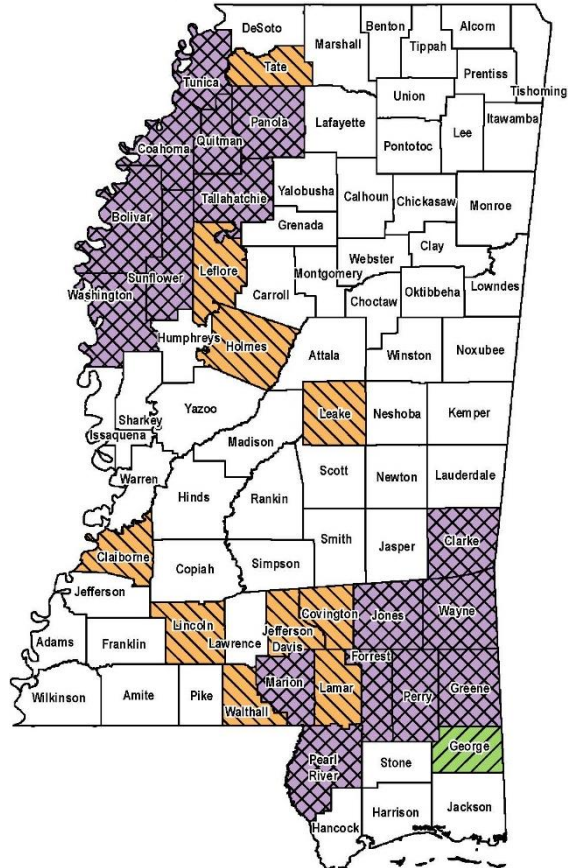 DeSoto
Benton
Alcorn
Marshall
Tippah
Tate
Prentiss
Tunica
Tishoming
Union
Panola
Lafayette
Itawamba
Lee
Quitman
Coahoma
Pontotoc
Yalobusha
Tallahatchie
Calhoun
Chickasaw
Monroe
Bolivar
Grenada
Clay
Webster
Leflore
Sunflower
Montgomery
Oktibbeha
Washington
Carroll
Choctaw
Lowndes
Humphreys
Holmes
Attala
Winston
Noxubee
Yazoo
Leake
Neshoba
Kemper
Sharkey
Issaquena
Madison
Scott
Newton
Lauderdale
Warren
Hinds
Rankin
Smith
Jasper
Clarke
Claiborne
Copiah
Simpson
Jefferson
Covington
Jones
Wayne
Lincoln
Lawrence
Jefferson
Davis
Adams
Franklin
Forrest
Marion
Lamar
Perry
Greene
Wilkinson
Amite
Pike
Walthall
George
Pearl
River
Stone
Jackson
Harrison
Hancock